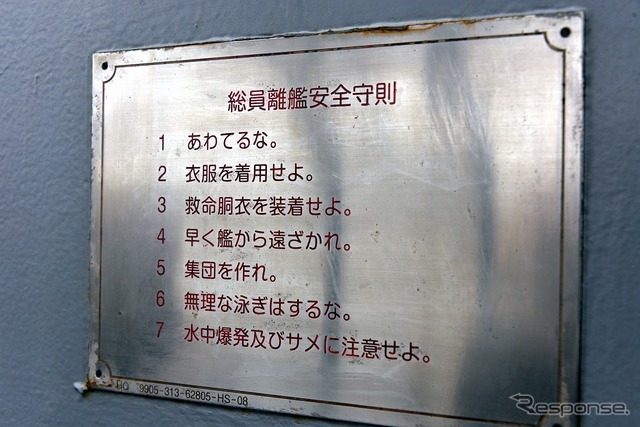 総員離艦安全守則
1 あわてるな。
2 衣服を着用せよ。
3 救命胴衣を装着せよ。
4 早く艦から遠ざかれ。
5 集団を作れ。
6 無理な泳ぎはするな。
7 水中爆発及びサメに注意せよ。
9905-313-62805-HS-08
Response.